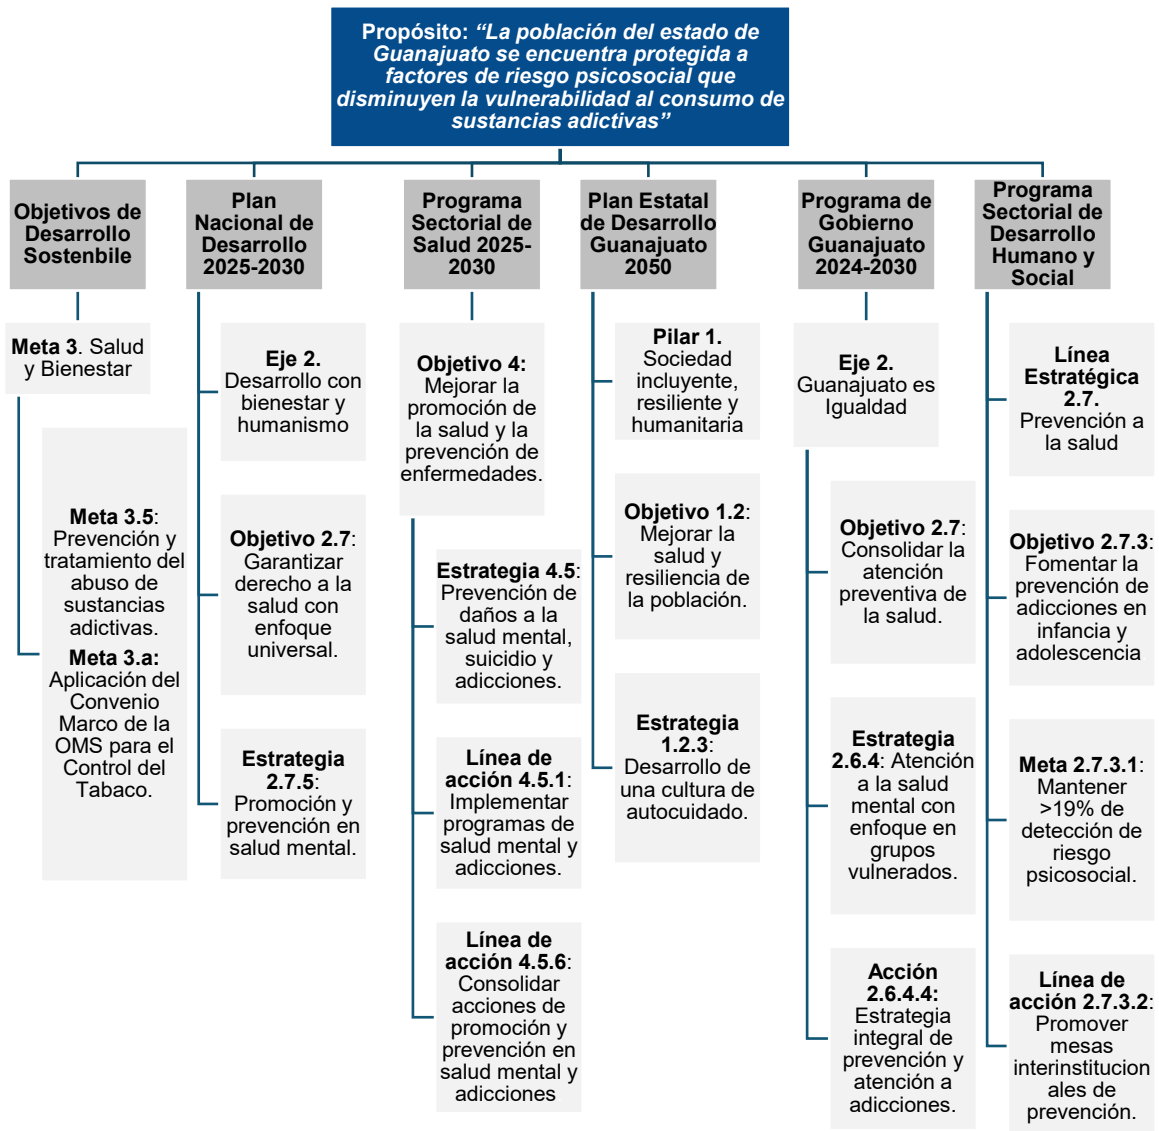 Propósito: “La población del estado de
Guanajuato se encuentra protegida a
factores de riesgo psicosocial que
disminuyen la vulnerabilidad al consumo de
sustancias adictivas”
Objetivos de
Desarrollo
Sostenbile
Meta 3. Salud
y Bienestar
Meta 3.5:
Prevención y
tratamiento del
abuso de
sustancias
adictivas.
Meta 3.a:
Aplicación del
Convenio
Marco de la
OMS para el
Control del
Tabaco.
Plan
Nacional de
Desarrollo
2025-2030
Eje 2.
Desarrollo con
bienestar y
humanismo
Objetivo 2.7:
Garantizar
derecho a la
salud con
enfoque
universal.
Estrategia
2.7.5:
Promoción y
prevención en
salud mental.
Programa
Sectorial de
Salud 2025-
2030
Objetivo 4:
Mejorar la
promoción de
la salud y la
prevención de
enfermedades.
Estrategia 4.5:
Prevención de
daños a la
salud mental,
suicidio y
adicciones.
Línea de
acción 4.5.1:
Implementar
programas de
salud mental y
adicciones.
Línea de
acción 4.5.6:
Consolidar
acciones de
promoción y
prevención en
salud mental y
adicciones
Plan Estatal
de Desarrollo
Guanajuato
2050
Pilar 1.
Sociedad
incluyente,
resiliente y
humanitaria
Objetivo 1.2:
Mejorar la
salud y
resiliencia de
la población.
Estrategia
1.2.3:
Desarrollo de
una cultura de
autocuidado.
Programa de
Gobierno
Guanajuato
2024-2030
Eje 2.
Guanajuato es
Igualdad
Objetivo 2.7:
Consolidar la
atención
preventiva de
la salud.
Estrategia
2.6.4: Atención
a la salud
mental con
enfoque en
grupos
vulnerados.
Acción
2.6.4.4:
Estrategia
integral de
prevención y
atención a
adicciones.
Programa
Sectorial de
Desarrollo
Humano y
Social
Línea
Estratégica
2.7.
Prevención a
la salud
Objetivo 2.7.3:
Fomentar la
prevención de
adicciones en
infancia y
adolescencia
Meta 2.7.3.1:
Mantener
>19% de
detección de
riesgo
psicosocial.
Línea de
acción 2.7.3.2:
Promover
mesas
interinstitucion
ales de
prevención.